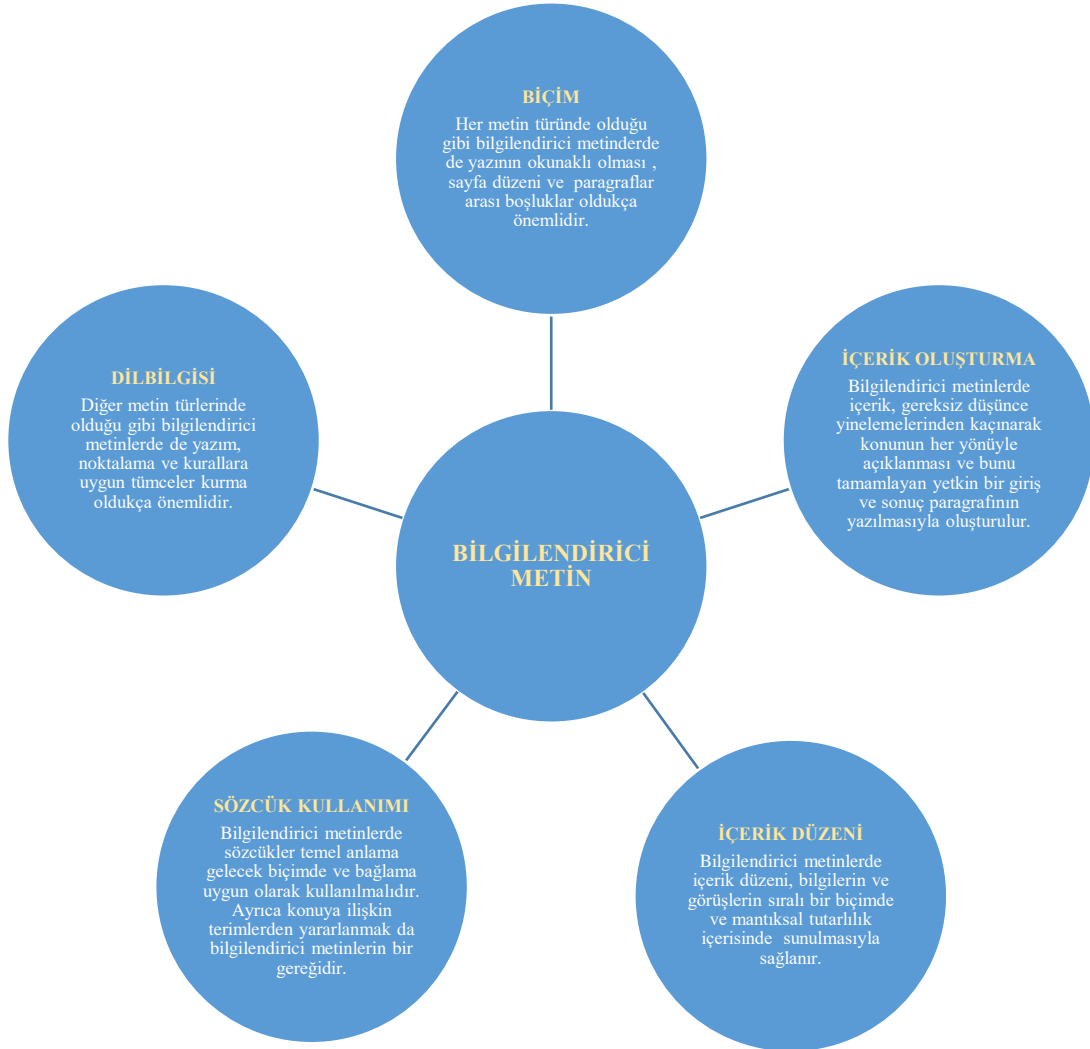 BİÇİM
Her metin türünde olduğu
gibi bilgilendirici metinderde
de yazının okunaklı olması ,
sayfa düzeni ve paragraflar
arası boşluklar oldukça
önemlidir.
DİLBİLGİSİ
Diğer metin türlerinde
olduğu gibi bilgilendirici
metinlerde de yazım,
noktalama ve kurallara
uygun tümceler kurma
oldukça önemlidir.
İÇERİK OLUŞTURMA
Bilgilendirici metinlerde
içerik, gereksiz düşünce
yinelemelerinden kaçınarak
konunun her yönüyle
açıklanması ve bunu
tamamlayan yetkin bir giriş
ve sonuç paragrafının
yazılmasıyla oluşturulur.
BİLGİLENDİRİCİ
METİN
SÖZCÜK KULLANIMI
Bilgilendirici metinlerde
sözcükler temel anlama
gelecek biçimde ve bağlama
uygun olarak kullanılmalıdır.
Ayrıca konuya ilişkin
terimlerden yararlanmak da
bilgilendirici metinlerin bir
gereğidir.
İÇERİK DÜZENİ
Bilgilendirici metinlerde
içerik düzeni, bilgilerin ve
görüşlerin sıralı bir biçimde
ve mantıksal tutarlılık
içerisinde sunulmasıyla
sağlanır.